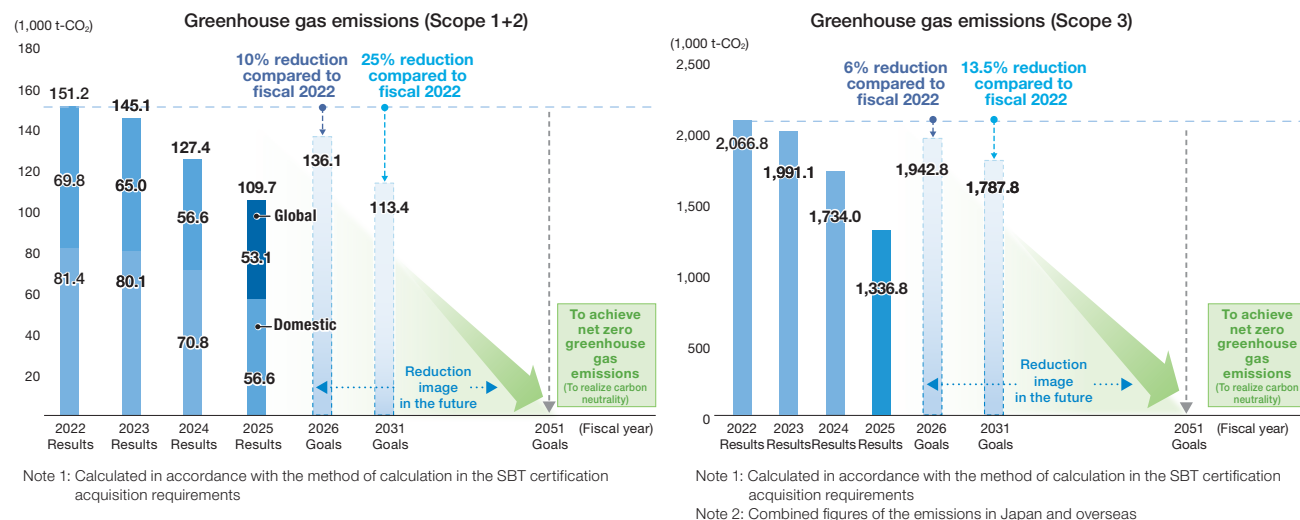 Greenhouse gas emissions (Scope 1+2)
(1,000 t-CO₂)
180
160
140
120
100
80
60
40
20
151.2
69.8
81.4
145.1
65.0
80.1
127.4
56.6
70.8
109.7
Global
53.1
Domestic
56.6
10% reduction
compared to
fiscal 2022
136.1
25% reduction
compared to
fiscal 2022
113.4
Reduction
image
in the future
To achieve
net zero
greenhouse
gas
emissions
(To realize carbon
neutrality)
2022
Results
2023
Results
2024
Results
2025
Results
2026
Goals
2031
Goals
2051
Goals
(Fiscal year)
Note 1: Calculated in accordance with the method of calculation in the SBT certification
acquisition requirements
Greenhouse gas emissions (Scope 3)
(1,000 t-CO₂)
2,500
2,000
1,500
1,000
500
0
2,066.8
1,991.1
1,734.0
1,336.8
6% reduction
compared to
fiscal 2022
1,942.8
13.5% reduction
compared to
fiscal 2022
1,787.8
Reduction
image
in the future
To achieve
net zero
greenhouse
gas
emissions
(To realize carbon
neutrality)
2022
Results
2023
Results
2024
Results
2025
Results
2026
Goals
2031
Goals
2051
Goals
(Fiscal year)
Note 1: Calculated in accordance with the method of calculation in the SBT certification
acquisition requirements
Note 2: Combined figures of the emissions in Japan and overseas